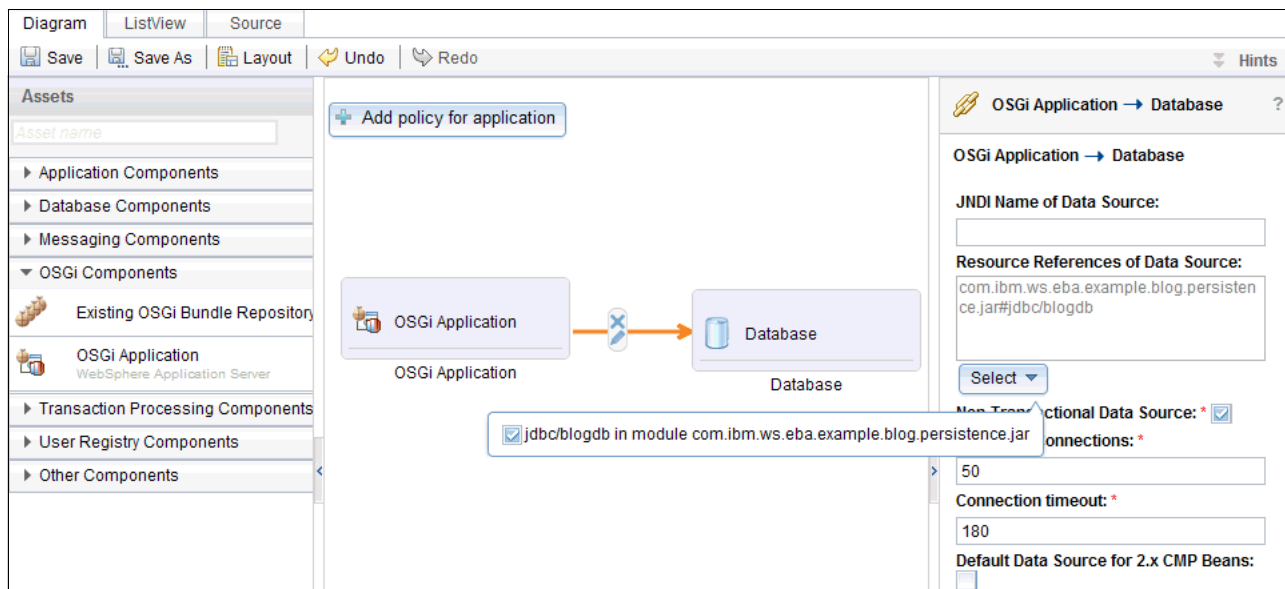 Diagram
ListView
Source
Save
Save As
Layout
Undo
Redo
Hints
Assets
Asset name
Application Components
Database Components
Messaging Components
OSGi Components
Existing OSGi Bundle Repository
OSGi Application
WebSphere Application Server
Transaction Processing Components
User Registry Components
Other Components
Add policy for application
OSGi Application
OSGi Application
Database
Database
jdbc/blogdb in module com.ibm.ws.eba.example.blog.persistence.jar
OSGi Application → Database ?
OSGi Application → Database
JNDI Name of Data Source:
Resource References of Data Source:
com.ibm.ws.eba.example.blog.persisten
ce.jar#jdbc/blogdb
Select
Data Source: *
onnections: *
50
Connection timeout: *
180
Default Data Source for 2.x CMP Beans: